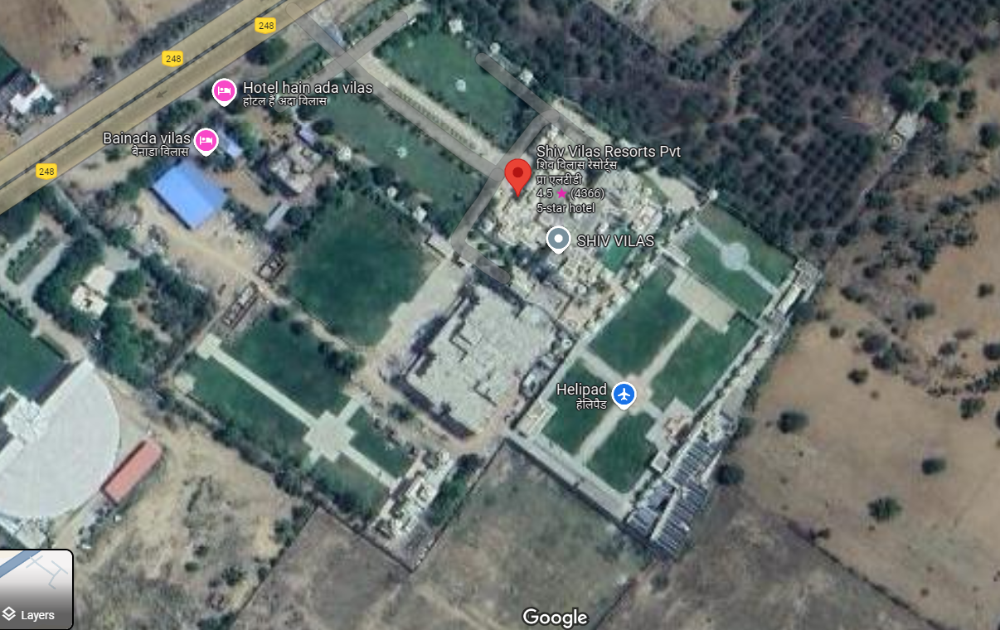 248
248
Hotel hain ada vilas
होटल हैं अदा विलास
Bainada vilas
बैनाडा विलास
248
Shiv Vilas Resorts Pvt
शिव विलास रेसोर्ट्स
प्रा एलटीडी
4.5 ★ (4366)
5-star hotel
SHIV VILAS
Helipad
हेलिपैड
Layers
Google